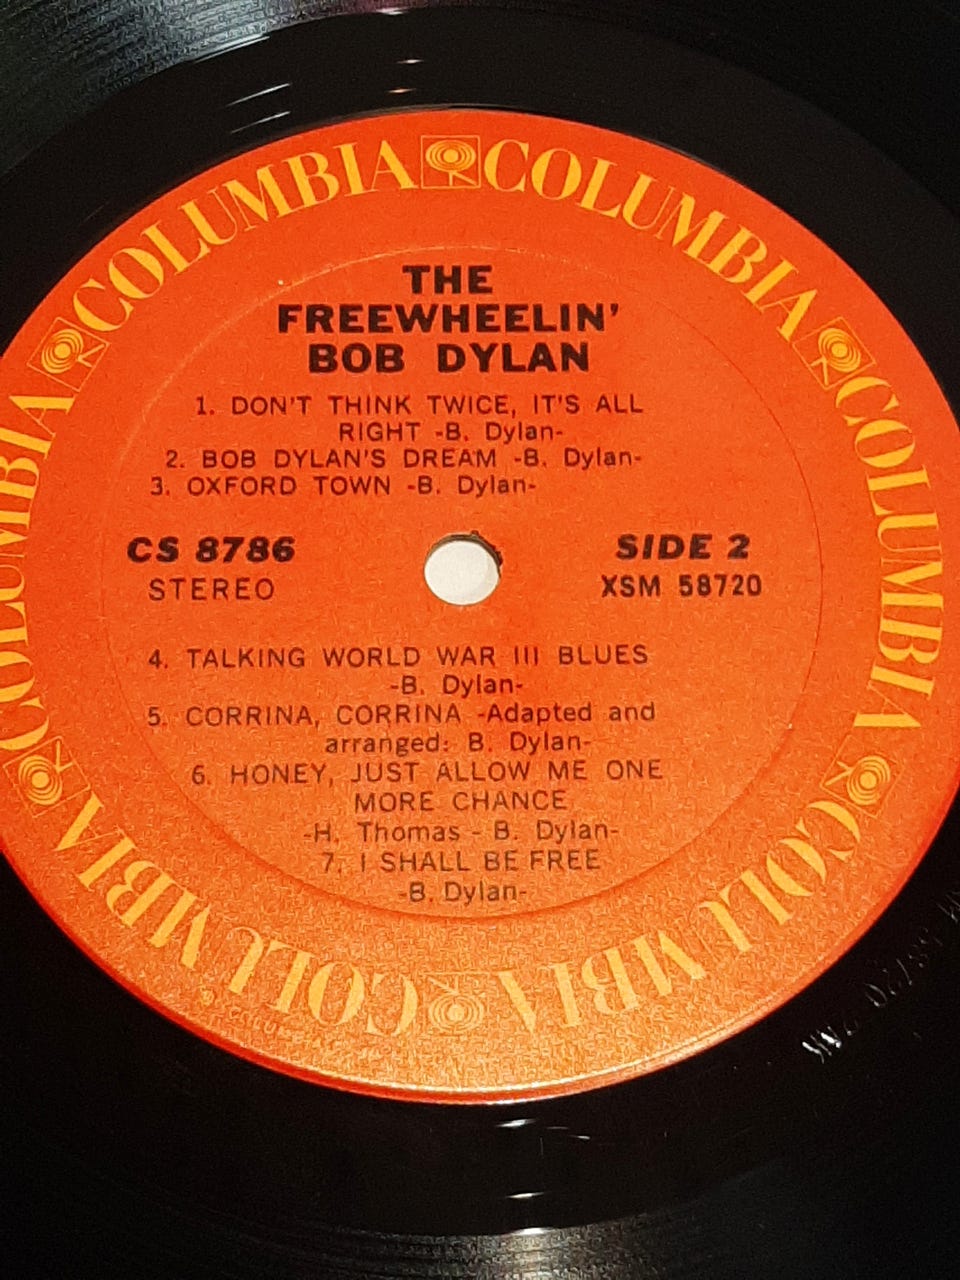 COLUMBIA COLUMBIA COLUMBIA COLUMBIA COLUMBIA COLUMBIA
THE
FREEWHEELIN'
BOB DYLAN
1. DON'T THINK TWICE, IT'S ALL
RIGHT -B. Dylan-
2. BOB DYLAN'S DREAM -B. Dylan-
3. OXFORD TOWN -B. Dylan-
CS 8786
STEREO
SIDE 2
XSM 58720
4. TALKING WORLD WAR III BLUES
-B. Dylan-
5. CORRINA, CORRINA -Adapted and
arranged: B. Dylan-
6. HONEY, JUST ALLOW ME ONE
MORE CHANCE
-H. Thomas - B. Dylan-
7. I SHALL BE FREE
-B. Dylan-